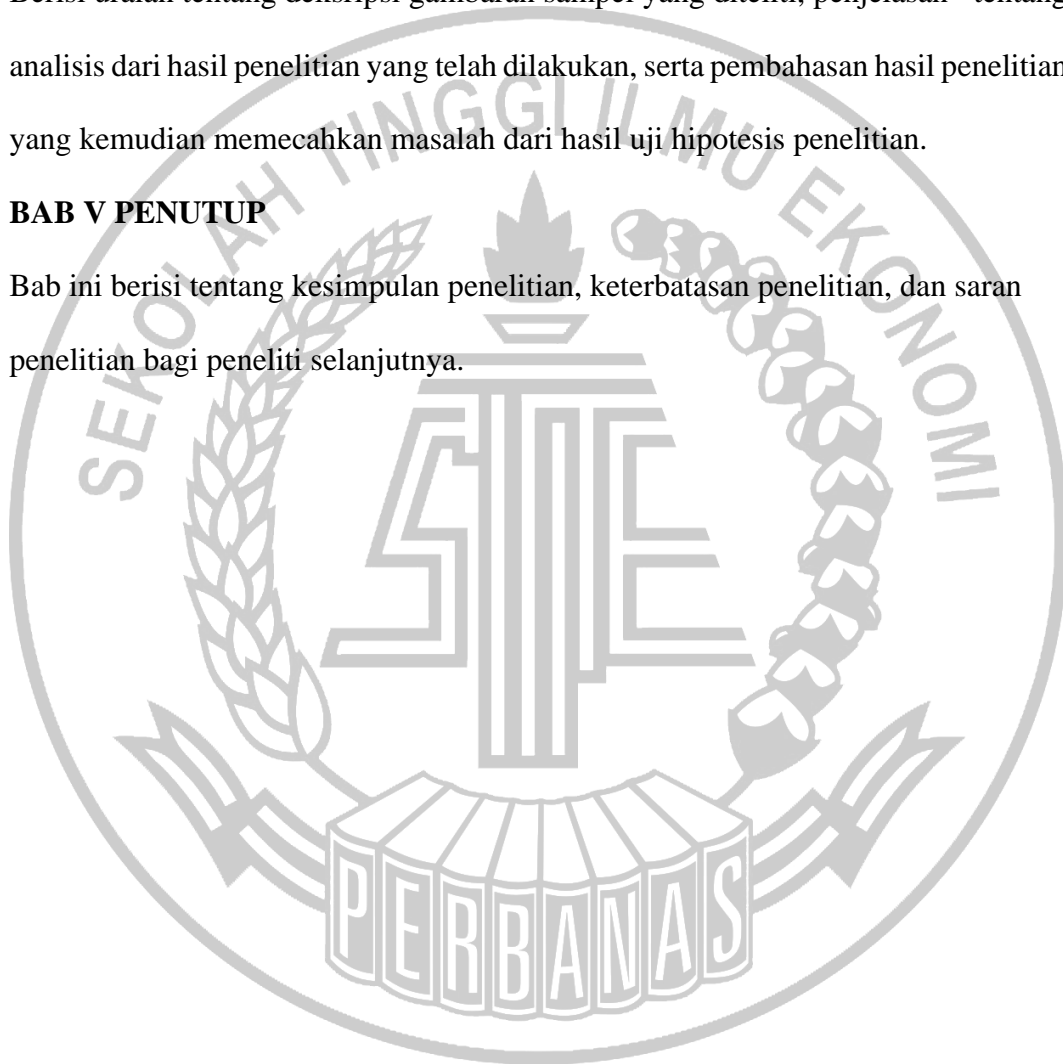 Berisi uraian tentang deksripsi gambaran sampel yang diteliti, penjelasan tentang
analisis dari hasil penelitian yang telah dilakukan, serta pembahasan hasil penelitian
yang kemudian memecahkan masalah dari hasil uji hipotesis penelitian.
BAB V PENUTUP
Bab ini berisi tentang kesimpulan penelitian, keterbatasan penelitian, dan saran
penelitian bagi peneliti selanjutnya.
SEKOLAH TINGGI ILMU EKONOMI
STIE
PERBANAS